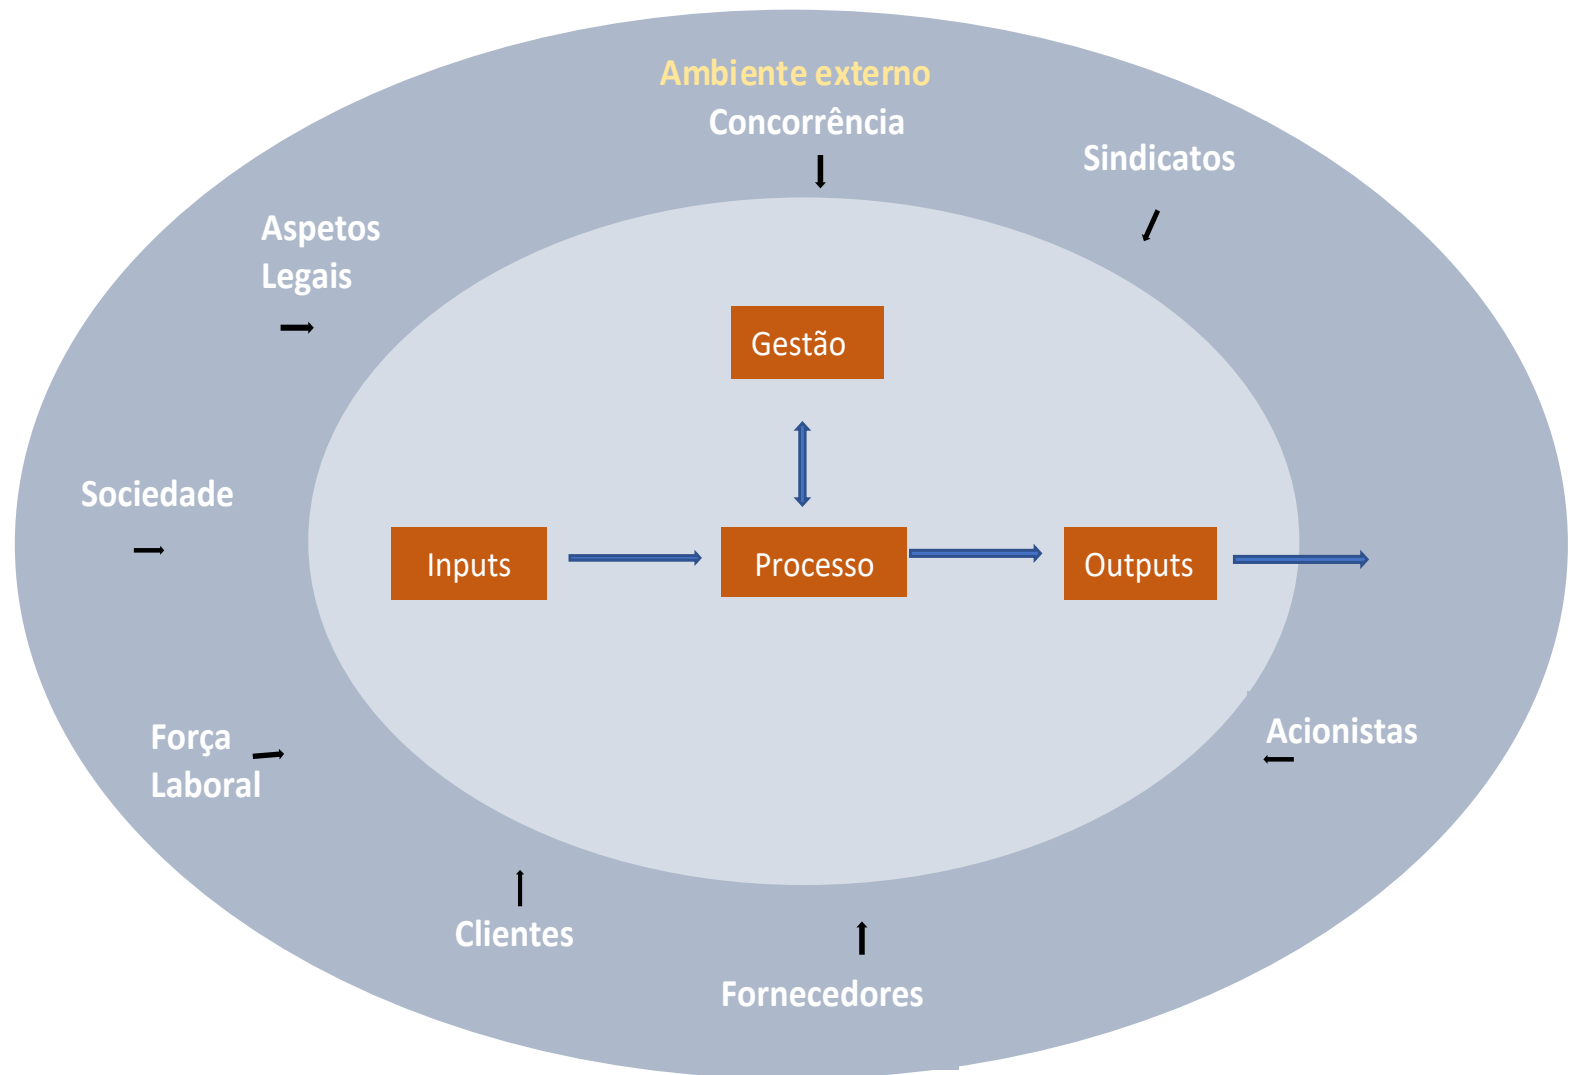 Ambiente externo
Concorrência
Sindicatos
Aspetos
Legais
Gestão
Sociedade
Inputs
Processo
Outputs
Força
Laboral
Acionistas
Clientes
Fornecedores